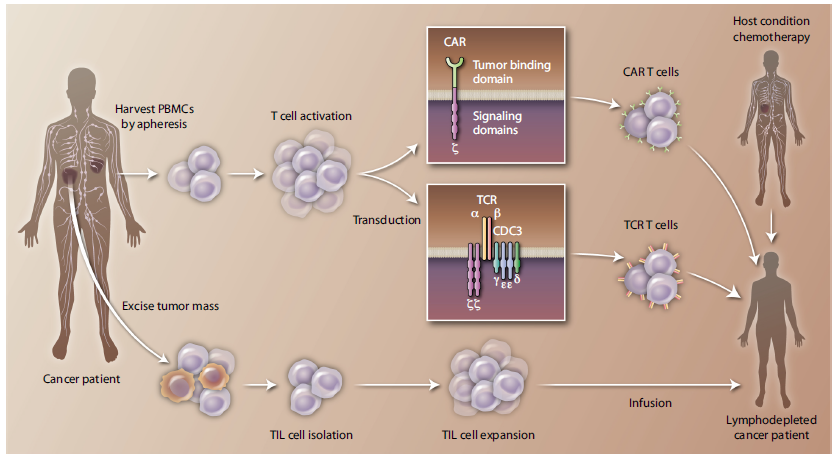 Host condition
chemotherapy
CAR
Tumor binding
domain
CAR T cells
Harvest PBMCs
by apheresis
T cell activation
Signaling
domains
ζ
TCR
α β
Transduction
CDC3
TCR T cells
γ εε δ
ζζ
Excise tumor mass
Cancer patient
Infusion
TIL cell isolation
TIL cell expansion
Lymphodepleted
cancer patient